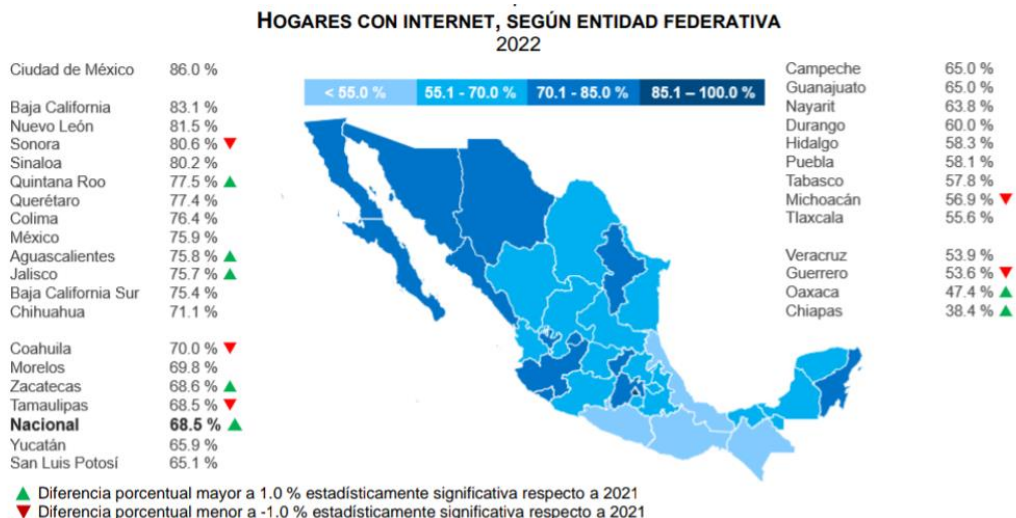 HOGARES CON INTERNET, SEGÚN ENTIDAD FEDERATIVA
2022
Ciudad de México 86.0 %
Baja California 83.1 %
Nuevo León 81.5 %
Sonora 80.6 % ▼
Sinaloa 80.2 %
Quintana Roo 77.5 % ▲
Querétaro 77.4 %
Colima 76.4 %
México 75.9 %
Aguascalientes 75.8 % ▲
Jalisco 75.7 % ▲
Baja California Sur 75.4 %
Chihuahua 71.1 %
Coahuila 70.0 % ▼
Morelos 69.8 %
Zacatecas 68.6 % ▲
Tamaulipas 68.5 % ▼
Nacional 68.5 % ▲
Yucatán 65.9 %
San Luis Potosí 65.1 %
< 55.0 % 55.1 - 70.0 % 70.1 - 85.0 % 85.1 – 100.0 %
Campeche 65.0 %
Guanajuato 65.0 %
Nayarit 63.8 %
Durango 60.0 %
Hidalgo 58.3 %
Puebla 58.1 %
Tabasco 57.8 %
Michoacán 56.9 % ▼
Tlaxcala 55.6 %
Veracruz 53.9 %
Guerrero 53.6 % ▼
Oaxaca 47.4 % ▲
Chiapas 38.4 % ▲
▲ Diferencia porcentual mayor a 1.0 % estadísticamente significativa respecto a 2021
▼ Diferencia porcentual menor a -1.0 % estadísticamente significativa respecto a 2021